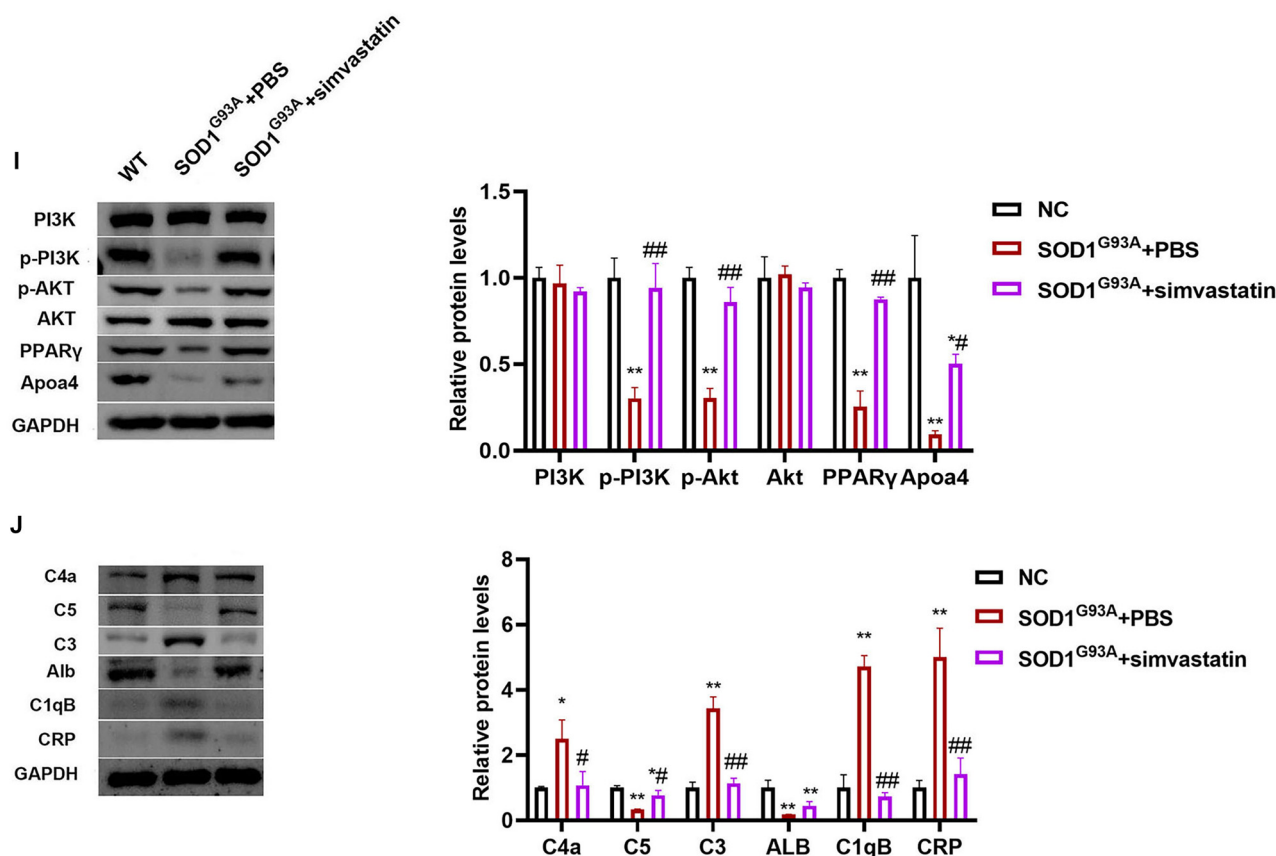 I
WT
SOD1G93A+PBS
SOD1G93A+simvastatin
PI3K
p-PI3K
p-AKT
AKT
PPARγ
Apoa4
GAPDH
Relative protein levels
1.5
1.0
0.5
0.0
##
**
##
**
##
**
*#
**
PI3K p-PI3K p-Akt Akt PPARγ Apoa4
NC
SOD1G93A+PBS
SOD1G93A+simvastatin
J
C4a
C5
C3
Alb
C1qB
CRP
GAPDH
Relative protein levels
8
6
4
2
0
*
#
**
*#
**
##
**
**
**
##
**
##
C4a C5 C3 ALB C1qB CRP
NC
SOD1G93A+PBS
SOD1G93A+simvastatin